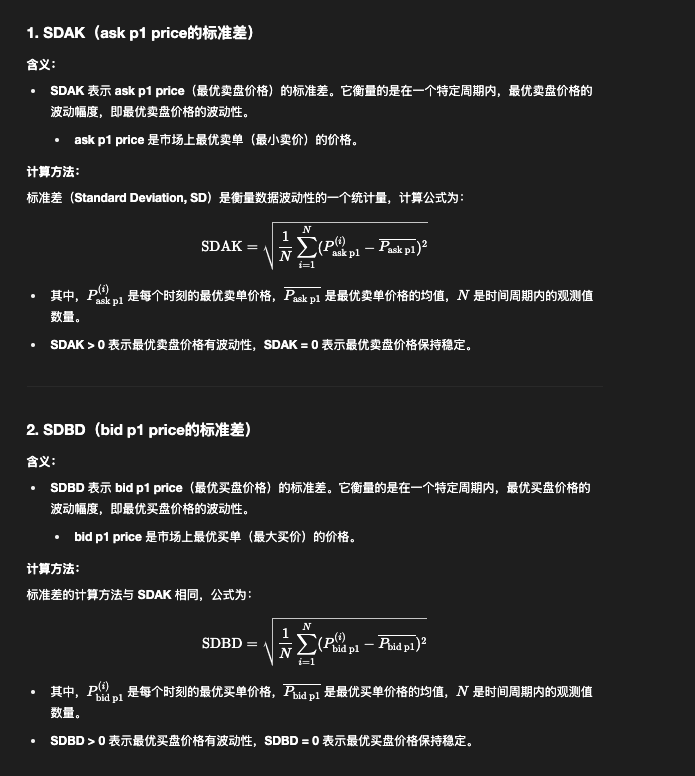 1. SDAK（ask p1 price的标准差）
含义：
• SDAK 表示 ask p1 price（最优卖盘价格）的标准差。它衡量的是在一个特定周期内，最优卖盘价格的
波动幅度，即最优卖盘价格的波动性。
• ask p1 price 是市场上最优卖单（最小卖价）的价格。
计算方法：
标准差（Standard Deviation, SD）是衡量数据波动性的一个统计量，计算公式为：
$\text{SDAK} = \sqrt{\frac{1}{N} \sum_{i=1}^{N} (P_{\text{ask p1}}^{(i)} - \overline{P_{\text{ask p1}}})^2}$
• 其中，$P_{\text{ask p1}}^{(i)}$ 是每个时刻的最优卖单价格，$\overline{P_{\text{ask p1}}}$ 是最优卖单价格的均值，$N$ 是时间周期内的观测值
数量。
• SDAK > 0 表示最优卖盘价格有波动性，SDAK = 0 表示最优卖盘价格保持稳定。
2. SDBD（bid p1 price的标准差）
含义：
• SDBD 表示 bid p1 price（最优买盘价格）的标准差。它衡量的是在一个特定周期内，最优买盘价格的
波动幅度，即最优买盘价格的波动性。
• bid p1 price 是市场上最优买单（最大买价）的价格。
计算方法：
标准差的计算方法与 SDAK 相同，公式为：
$\text{SDBD} = \sqrt{\frac{1}{N} \sum_{i=1}^{N} (P_{\text{bid p1}}^{(i)} - \overline{P_{\text{bid p1}}})^2}$
• 其中，$P_{\text{bid p1}}^{(i)}$ 是每个时刻的最优买单价格，$\overline{P_{\text{bid p1}}}$ 是最优买单价格的均值，$N$ 是时间周期内的观测值
数量。
• SDBD > 0 表示最优买盘价格有波动性，SDBD = 0 表示最优买盘价格保持稳定。